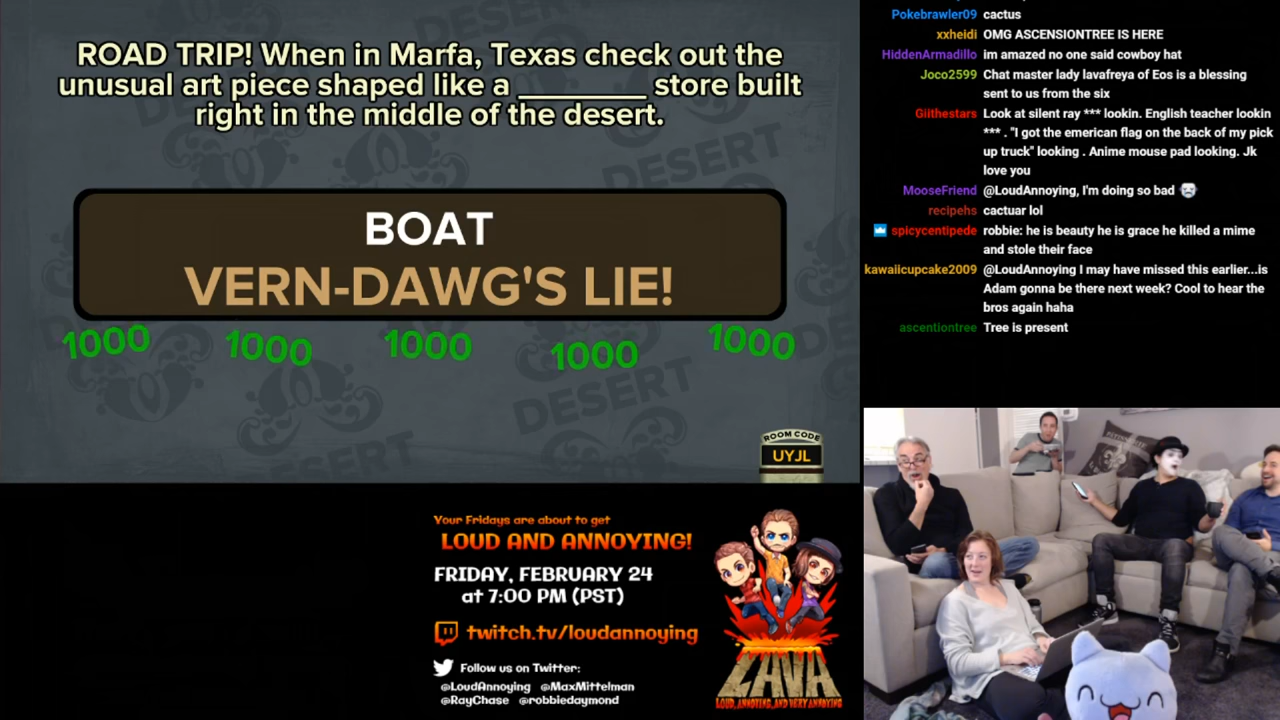 ROAD TRIP! When in Marfa, Texas check out the
unusual art piece shaped like a ________ store built
right in the middle of the desert.
BOAT
VERN-DAWG'S LIE!
1000 1000 1000 1000 1000
DESERT
DESERT
DESERT
ROOM CODE
UYJL
Your Fridays are about to get
LOUD AND ANNOYING!
FRIDAY, FEBRUARY 24
at 7:00 PM (PST)
twitch.tv/loudannoying
Follow us on Twitter:
@LoudAnnoying @MaxMittelman
@RayChase @robbiedaymond
LAVA
LOUD, ANNOYING, AND VERY ANNOYING
Pokebrawler09 cactus
xxheidi OMG ASCENSIONTREE IS HERE
HiddenArmadillo im amazed no one said cowboy hat
Joco2599 Chat master lady lavafreya of Eos is a blessing
sent to us from the six
Giithestars Look at silent ray *** lookin. English teacher lookin
*** . "I got the emerican flag on the back of my pick
up truck" looking . Anime mouse pad looking. Jk
love you
MooseFriend @LoudAnnoying, I'm doing so bad
recipehs cactuar lol
spicycentipede robbie: he is beauty he is grace he killed a mime
and stole their face
kawaiicupcake2009 @LoudAnnoying I may have missed this earlier...is
Adam gonna be there next week? Cool to hear the
bros again haha
ascentiontree Tree is present